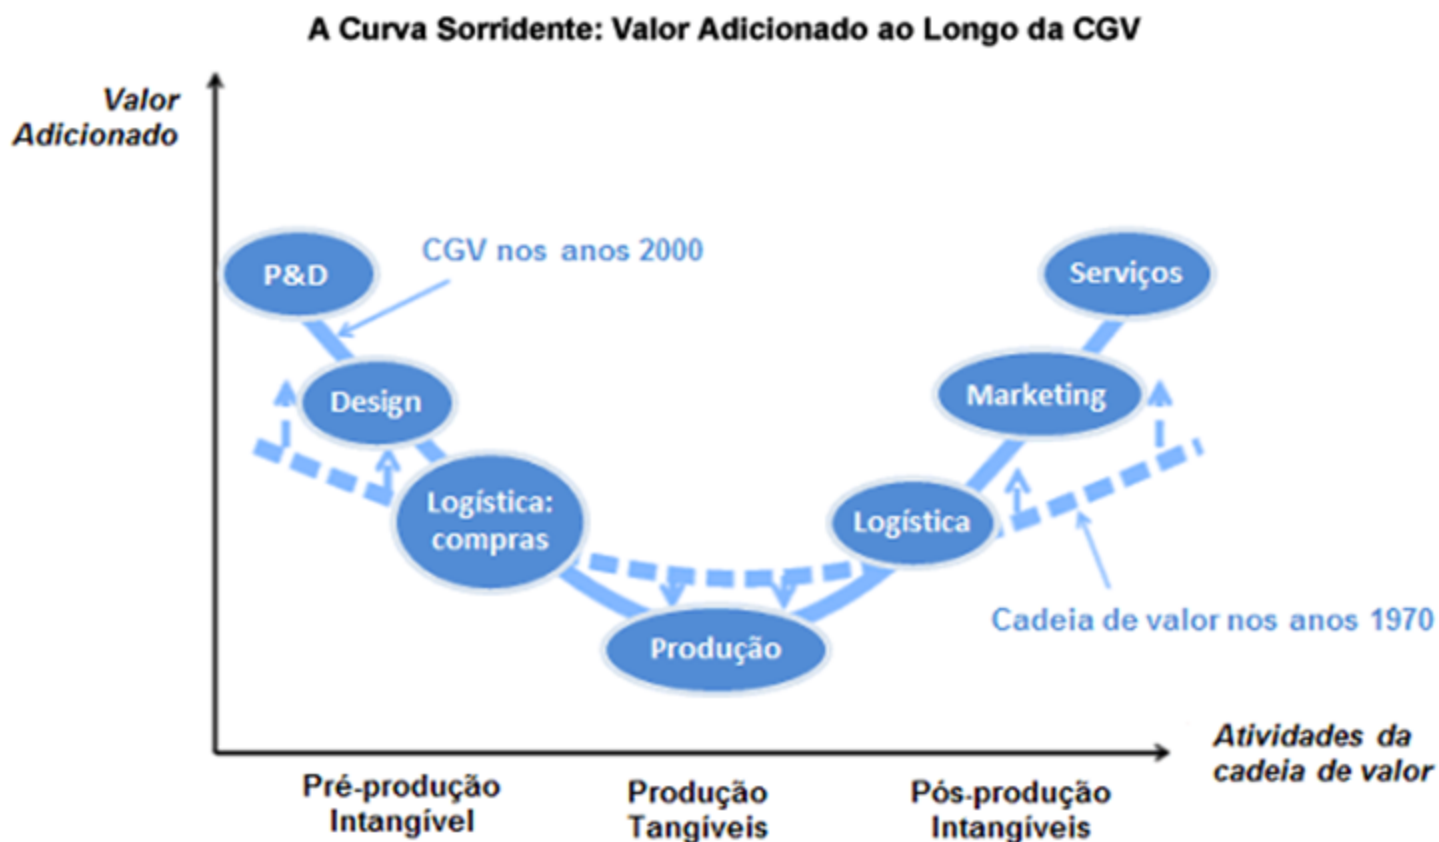 A Curva Sorridente: Valor Adicionado ao Longo da CGV
Valor
Adicionado
P&D
CGV nos anos 2000
Serviços
Design
Marketing
Logística:
compras
Logística
Produção
Cadeia de valor nos anos 1970
Atividades da
cadeia de valor
Pré-produção
Intangível
Produção
Tangíveis
Pós-produção
Intangíveis